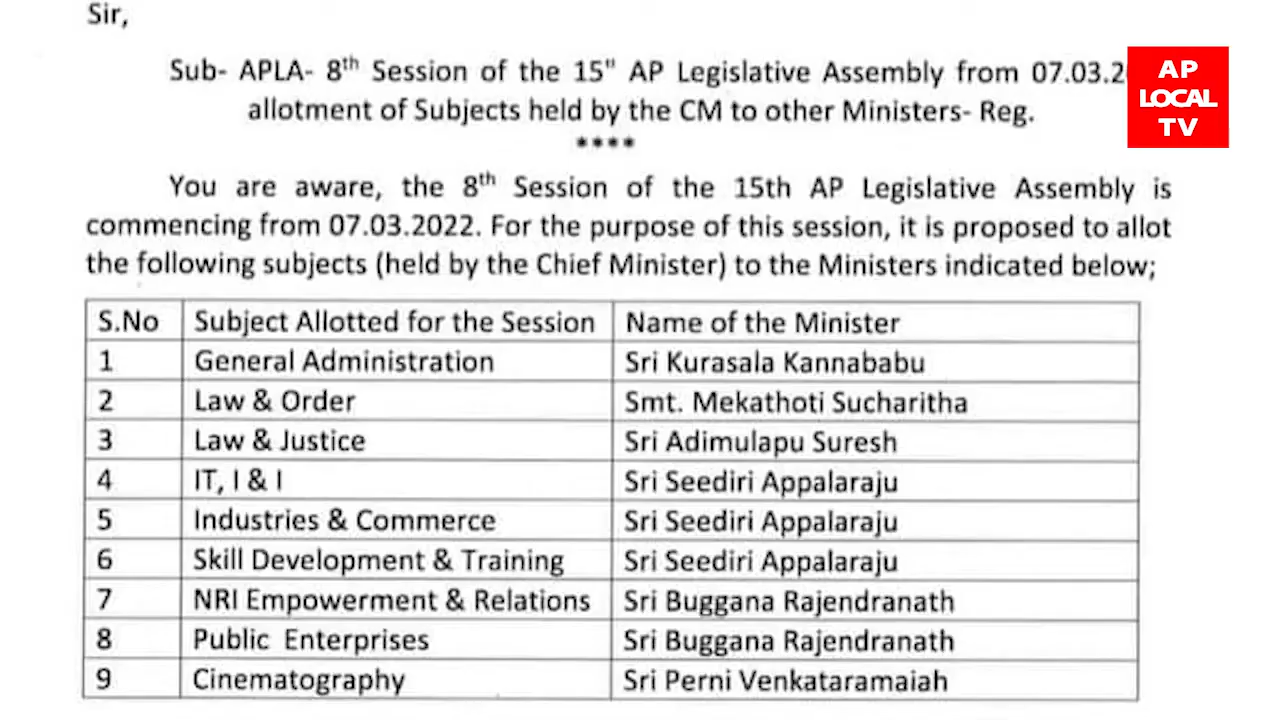 Sir,
Sub- APLA- 8th Session of the 15" AP Legislative Assembly from 07.03.2
allotment of Subjects held by the CM to other Ministers- Reg.
****
You are aware, the 8th Session of the 15th AP Legislative Assembly is
commencing from 07.03.2022. For the purpose of this session, it is proposed to allot
the following subjects (held by the Chief Minister) to the Ministers indicated below;
S.No Subject Allotted for the Session Name of the Minister
1 General Administration Sri Kurasala Kannababu
2 Law & Order Smt. Mekathoti Sucharitha
3 Law & Justice Sri Adimulapu Suresh
4 IT, I & I Sri Seediri Appalaraju
5 Industries & Commerce Sri Seediri Appalaraju
6 Skill Development & Training Sri Seediri Appalaraju
7 NRI Empowerment & Relations Sri Buggana Rajendranath
8 Public Enterprises Sri Buggana Rajendranath
9 Cinematography Sri Perni Venkataramaiah
AP
LOCAL
TV